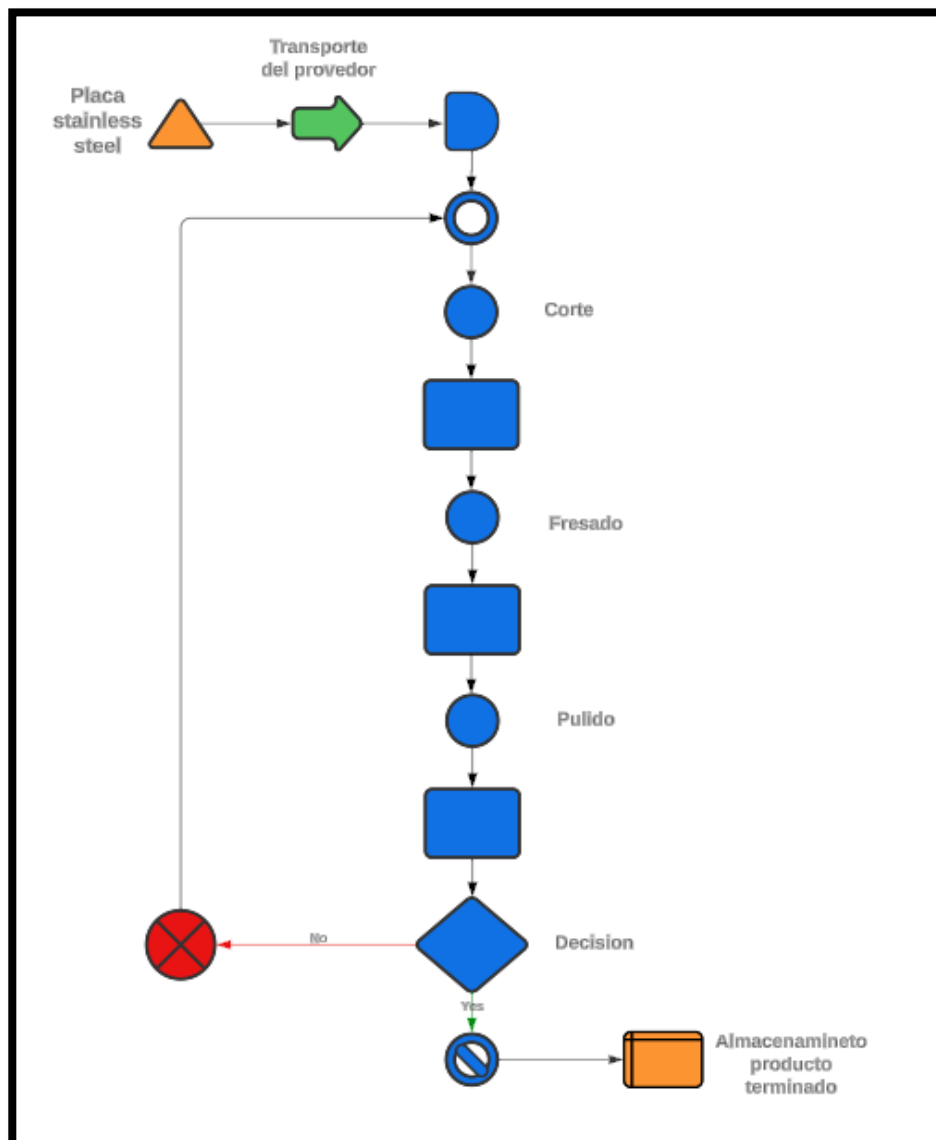 Transporte
del provedor
Placa
stainless
steel
Corte
Fresado
Pulido
Decision
No
Yes
Almacenamineto
producto
terminado